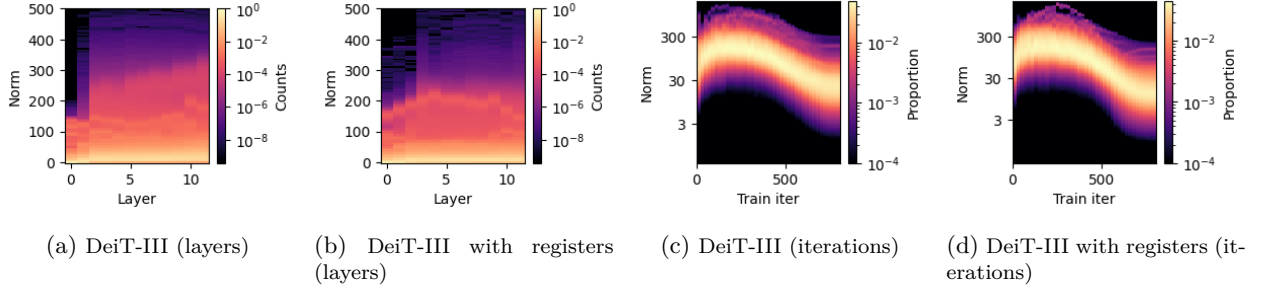 500
400
300
200
100
0
Norm
0
5
10
Layer
10^0
10^-2
10^-4
10^-6
10^-8
Counts
500
400
300
200
100
0
Norm
0
5
10
Layer
10^0
10^-2
10^-4
10^-6
10^-8
Counts
300
30
3
Norm
0
500
Train iter
10^-2
10^-3
10^-4
Proportion
300
30
3
Norm
0
500
Train iter
10^-2
10^-3
10^-4
Proportion
(a) DeiT-III (layers)
(b) DeiT-III with registers
(layers)
(c) DeiT-III (iterations)
(d) DeiT-III with registers (it-
erations)